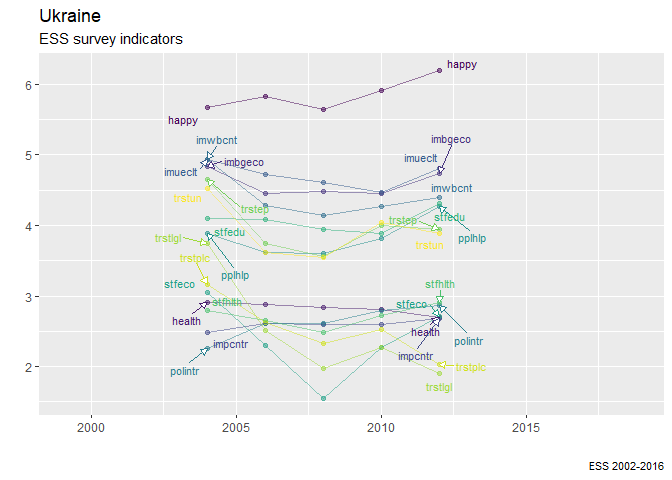 Ukraine
ESS survey indicators
happy
happy
6
imwbcnt
imbgeco
5
imbgeco
imueclt
imueclt
imwbcnt
trstun
trstep
stfedu
trstep
stfedu
4
trstlgl
pplhlp
trstun
trstplc
pplhlp
stfeco
stfhlth
3
stfhlth
stfeco
health
health
impcntr
polintr
impcntr
polintr
trstplc
2
trstlgl
2000
2005
2010
2015
ESS 2002-2016